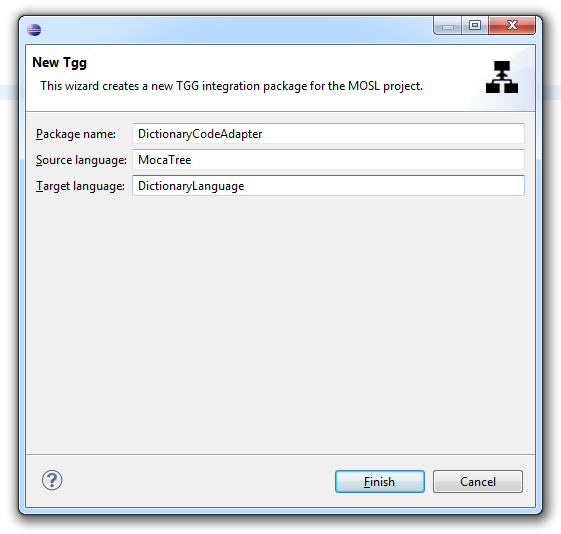 New Tgg
This wizard creates a new TGG integration package for the MOSL project.
Package name: DictionaryCodeAdapter
Source language: MocaTree
Target language: DictionaryLanguage
? Finish Cancel